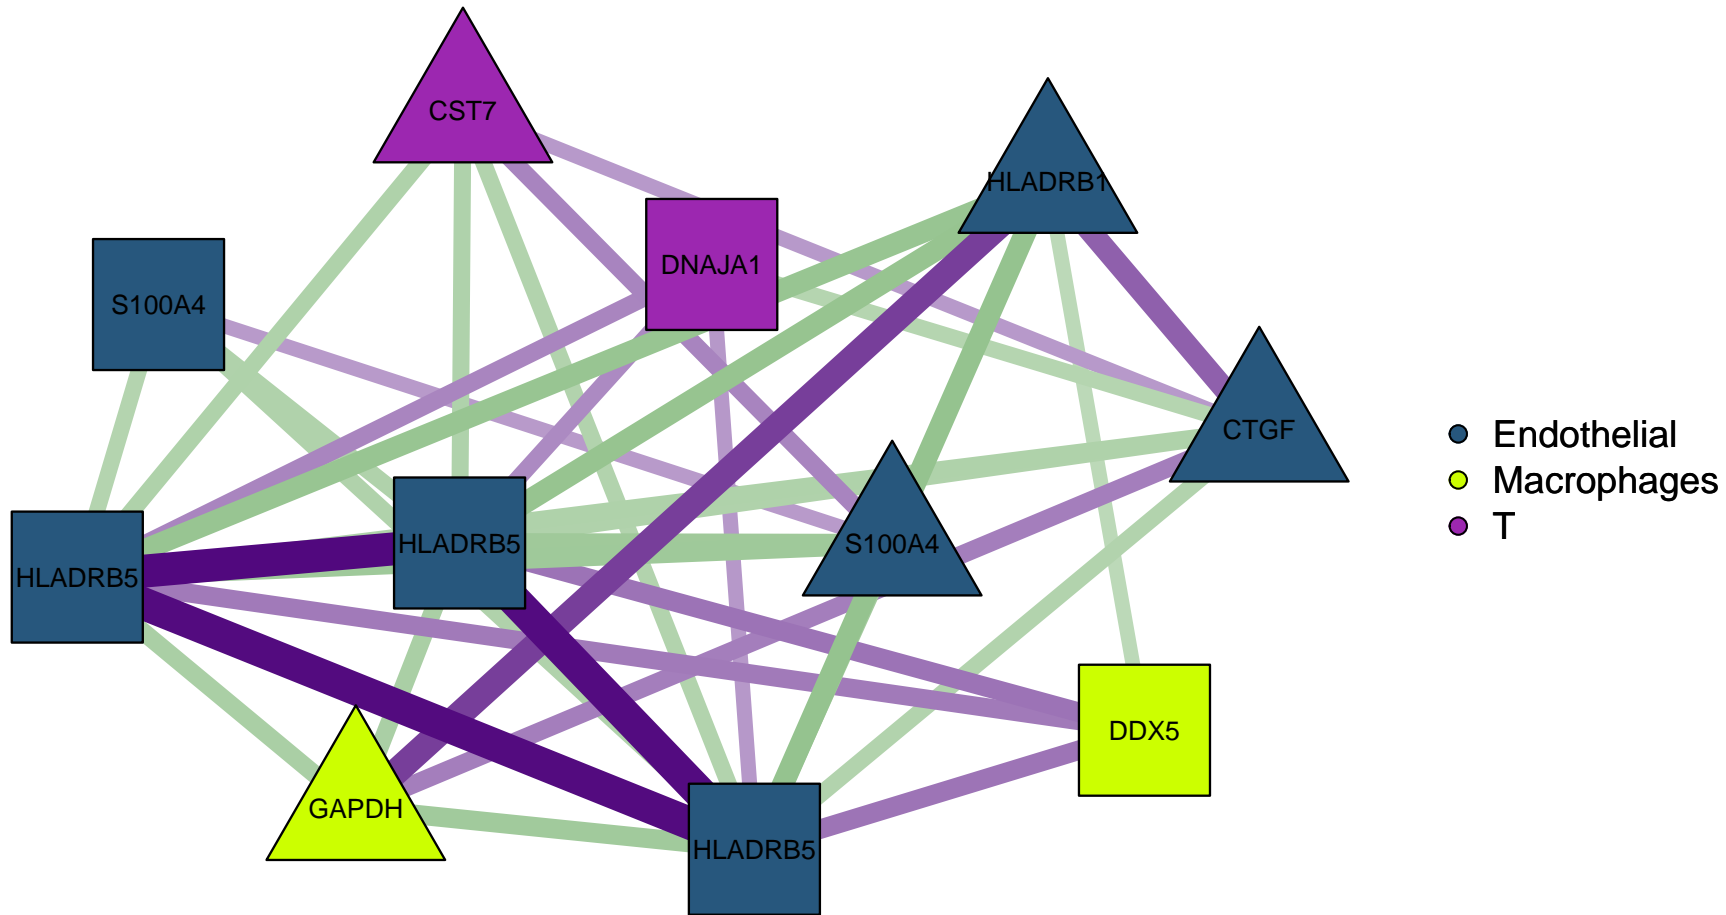 CST7
HLADRB1
DNAJA1
S100A4
CTGF
Endothelial
Macrophages
T
HLADRB5
S100A4
HLADRB5
DDX5
GAPDH
HLADRB5